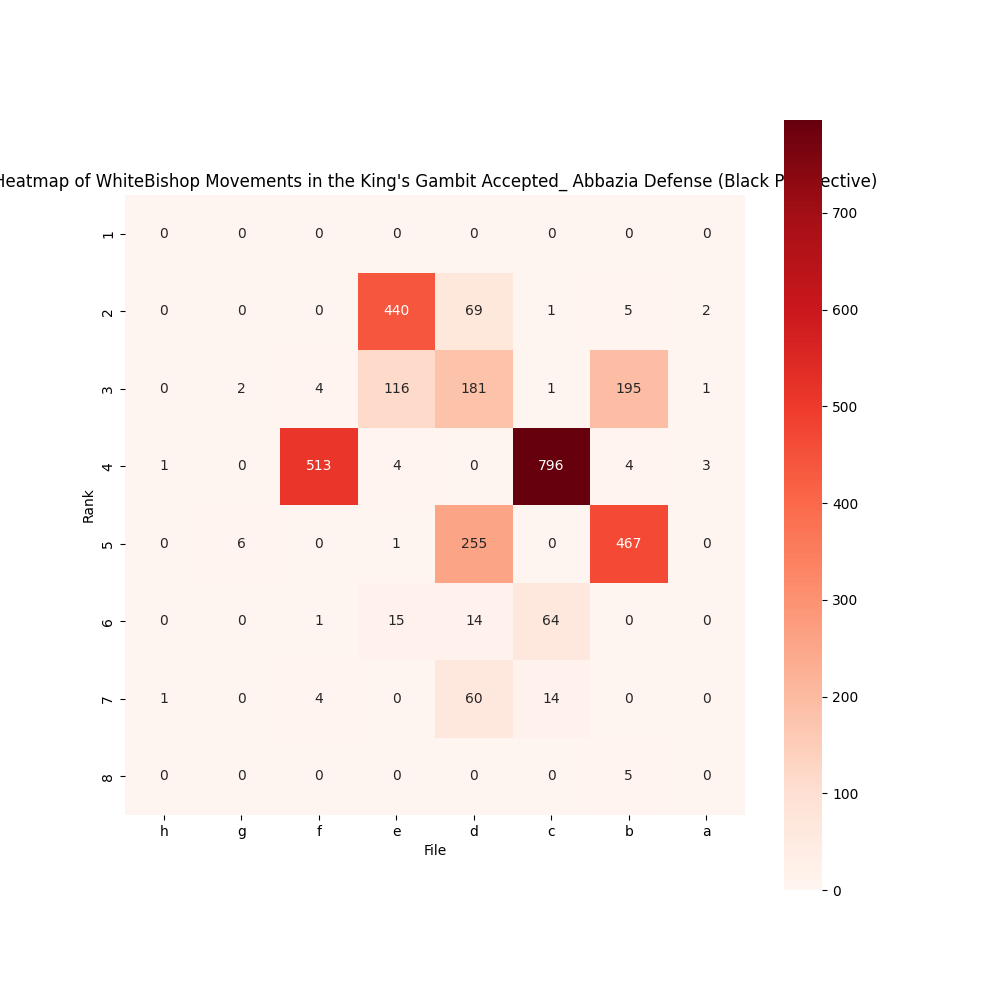 Heatmap of WhiteBishop Movements in the King's Gambit Accepted_ Abbazia Defense (Black Perspective)
1 0 0 0 0 0 0 0 0
2 0 0 0 440 69 1 5 2
3 0 2 4 116 181 1 195 1
4 1 0 513 4 0 796 4 3
5 0 6 0 1 255 0 467 0
6 0 0 1 15 14 64 0 0
7 1 0 4 0 60 14 0 0
8 0 0 0 0 0 0 5 0
h g f e d c b a
File
Rank
700
600
500
400
300
200
100
0